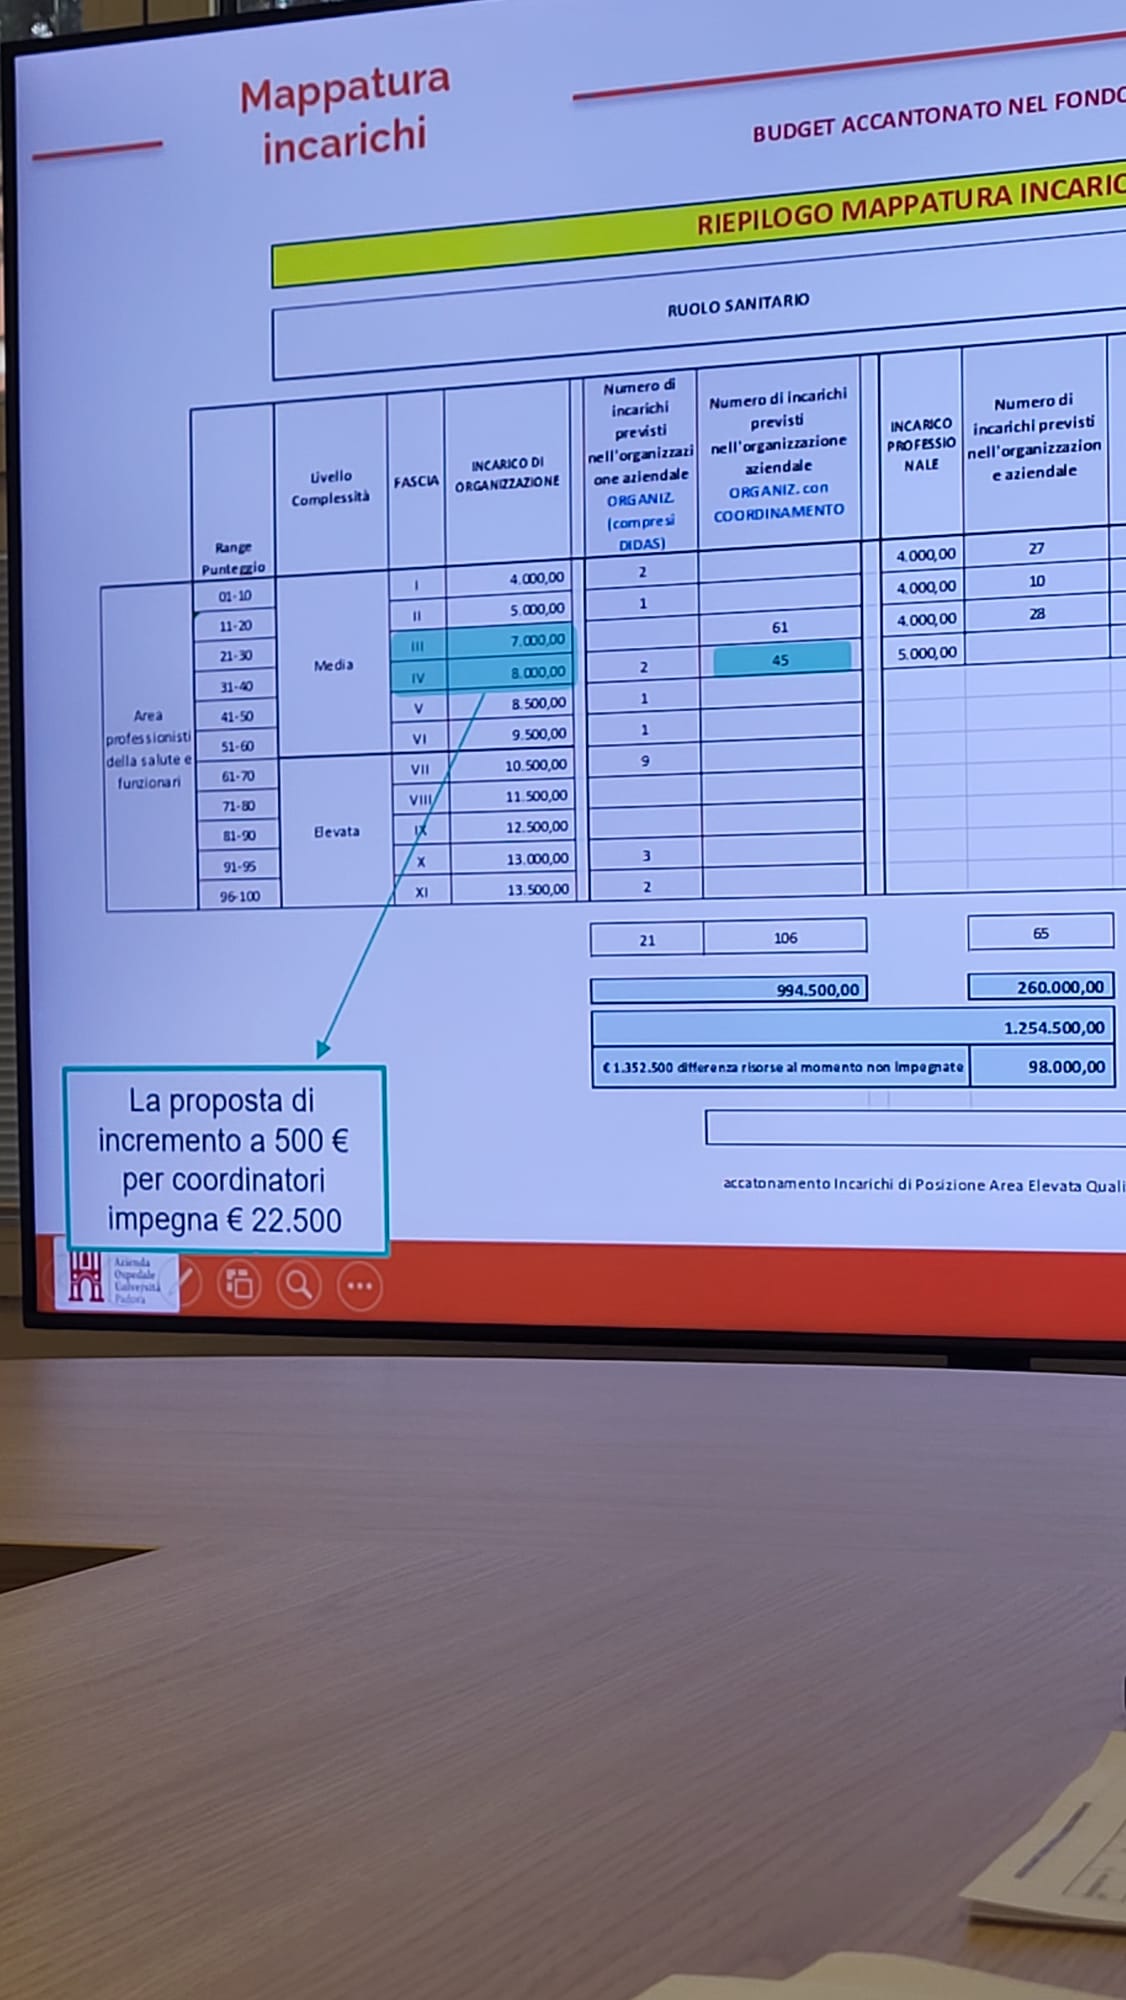 Mappatura
incarichi
BUDGET ACCANTONATO NEL FONDO
RIEPILOGO MAPPATURA INCARIC
RUOLO SANITARIO
Range
Punteggio
Livello
Complessità
FASCIA
INCARICO DI
ORGANIZZAZIONE
Numero di
incarichi
previsti
nell'organizzazi
one aziendale
ORGANIZ.
(compresi
DIDAS)
Numero di incarichi
previsti
nell'organizzazione
aziendale
ORGANIZ. con
COORDINAMENTO
INCARICO
PROFESSIO
NALE
Numero di
incarichi previsti
nell'organizzazion
e aziendale
Area
professionisti
della salute e
funzionari
Media
Elevata
01-10 I 4.000,00 2 4.000,00 27
11-20 II 5.000,00 1 4.000,00 10
21-30 III 7.000,00 61 4.000,00 28
31-40 IV 8.000,00 2 45 5.000,00
41-50 V 8.500,00 1
51-60 VI 9.500,00 1
61-70 VII 10.500,00 9
71-80 VIII 11.500,00
81-90 IX 12.500,00
91-95 X 13.000,00 3
96-100 XI 13.500,00 2
21 106 65
994.500,00 260.000,00
1.254.500,00
€ 1.352.500 differenza risorse al momento non impegnate 98.000,00
accatonamento Incarichi di Posizione Area Elevata Quali
La proposta di
incremento a 500 €
per coordinatori
impegna € 22.500
Azienda
Ospedale
Università
Padova